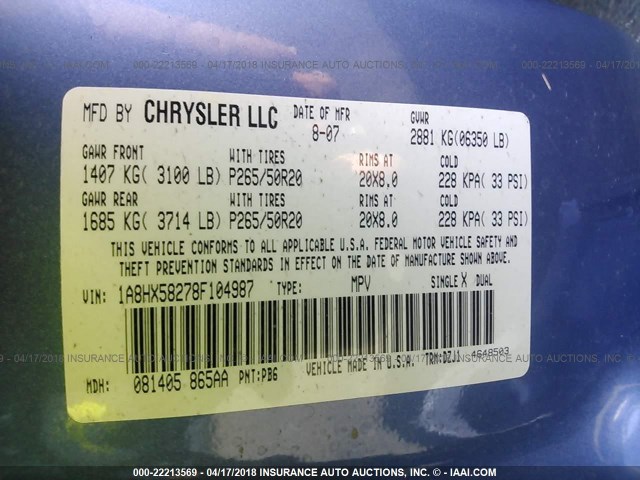 000-22213569 - 04/17/2018 INSURANCE AUTO AUCTIONS, INC. - © IAAI.COM
MFD BY CHRYSLER LLC DATE OF MFR 8-07 GVWR 2881 KG(06350 LB)
GAWR FRONT WITH TIRES RIMS AT COLD
1407 KG( 3100 LB) P265/50R20 20X8.0 228 KPA( 33 PSI)
GAWR REAR WITH TIRES RIMS AT COLD
1685 KG( 3714 LB) P265/50R20 20X8.0 228 KPA( 33 PSI)
THIS VEHICLE CONFORMS TO ALL APPLICABLE U.S.A. FEDERAL MOTOR VEHICLE SAFETY AND
THEFT PREVENTION STANDARDS IN EFFECT ON THE DATE OF MANUFACTURE SHOWN ABOVE.
VIN: 1A8HX58278F104987 TYPE: MPV SINGLE X DUAL
MDH: 081405 865AA PNT:PB6 VEHICLE MADE IN U.S.A. TRM:DZJ1 4648503
000-22213569 - 04/17/2018 INSURANCE AUTO AUCTIONS, INC. - © IAAI.COM